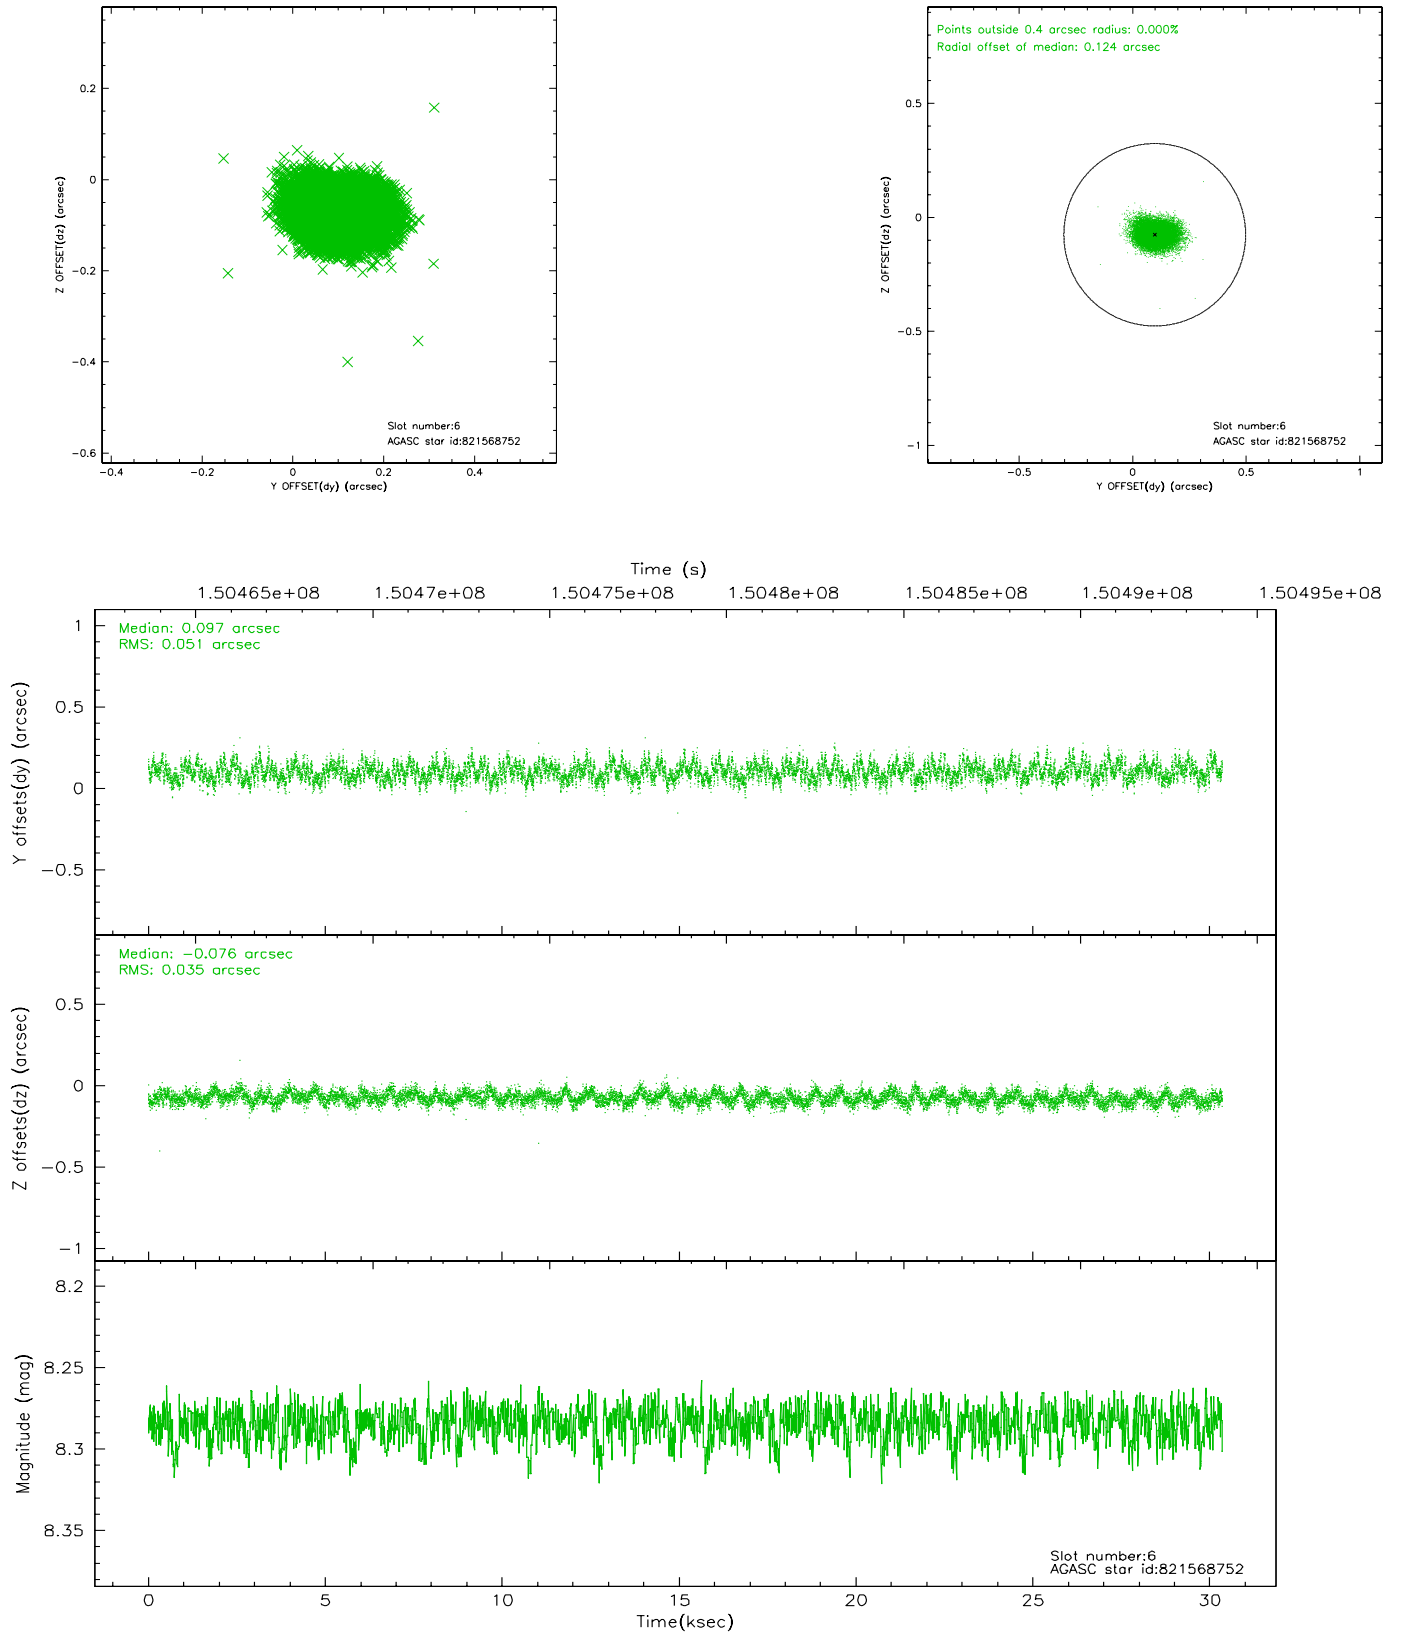 0.2
0
−0.2
−0.4
−0.6
−0.4 −0.2 0 0.2 0.4
Z OFFSET(dz) (arcsec)
Y OFFSET(dy) (arcsec)
Slot number:6
AGASC star id:821568752
Points outside 0.4 arcsec radius: 0.000%
Radial offset of median: 0.124 arcsec
0.5
0
−0.5
−1
−0.5 0 0.5 1
Z OFFSET(dz) (arcsec)
Y OFFSET(dy) (arcsec)
Slot number:6
AGASC star id:821568752
Time (s)
1.50465e+08 1.5047e+08 1.50475e+08 1.5048e+08 1.50485e+08 1.5049e+08 1.50495e+08
Median: 0.097 arcsec
RMS: 0.051 arcsec
1
0.5
0
−0.5
Y offsets(dy) (arcsec)
Median: −0.076 arcsec
RMS: 0.035 arcsec
0.5
0
−0.5
−1
Z offsets(dz) (arcsec)
8.2
8.25
8.3
8.35
Magnitude (mag)
Slot number:6
AGASC star id:821568752
0 5 10 15 20 25 30
Time(ksec)